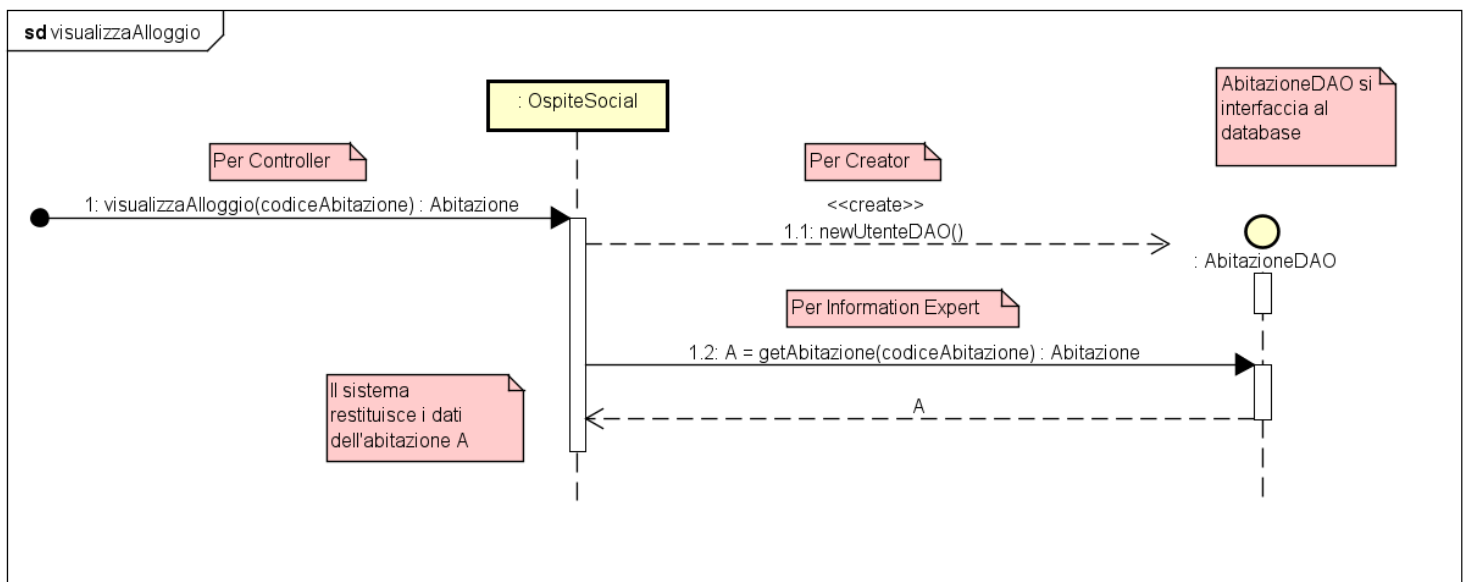 sd visualizzaAlloggio
: OspiteSocial
AbitazioneDAO si
interfaccia al
database
Per Controller
Per Creator
1: visualizzaAlloggio(codiceAbitazione) : Abitazione
<<create>>
1.1: newUtenteDAO()
: AbitazioneDAO
Per Information Expert
1.2: A = getAbitazione(codiceAbitazione) : Abitazione
Il sistema
restituisce i dati
dell'abitazione A
A